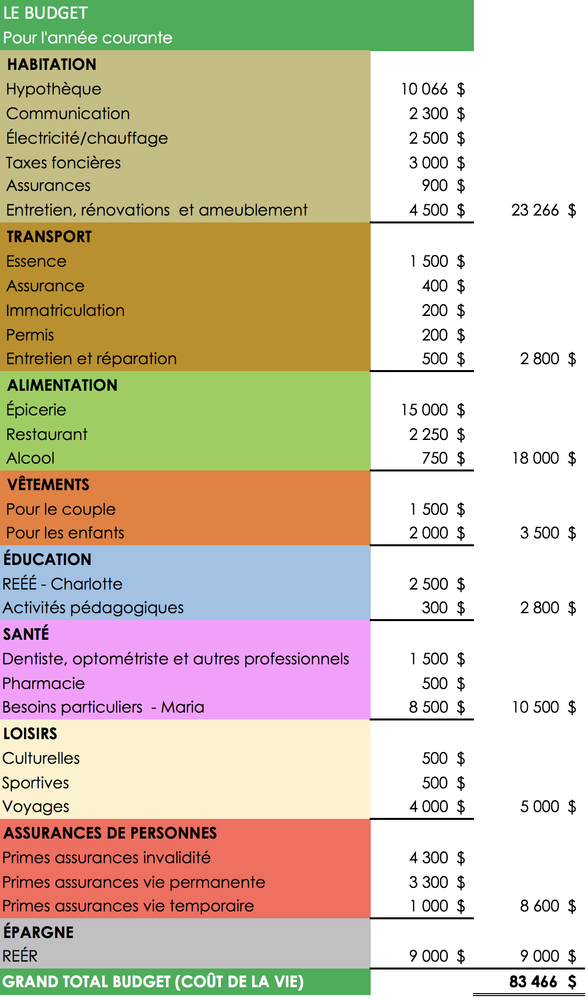 LE BUDGET
Pour l'année courante
HABITATION
Hypothèque 10 066 $
Communication 2 300 $
Électricité/chauffage 2 500 $
Taxes foncières 3 000 $
Assurances 900 $
Entretien, rénovations et ameublement 4 500 $ 23 266 $
TRANSPORT
Essence 1 500 $
Assurance 400 $
Immatriculation 200 $
Permis 200 $
Entretien et réparation 500 $ 2 800 $
ALIMENTATION
Épicerie 15 000 $
Restaurant 2 250 $
Alcool 750 $ 18 000 $
VÊTEMENTS
Pour le couple 1 500 $
Pour les enfants 2 000 $ 3 500 $
ÉDUCATION
REÉÉ - Charlotte 2 500 $
Activités pédagogiques 300 $ 2 800 $
SANTÉ
Dentiste, optométriste et autres professionnels 1 500 $
Pharmacie 500 $
Besoins particuliers - Maria 8 500 $ 10 500 $
LOISIRS
Culturelles 500 $
Sportives 500 $
Voyages 4 000 $ 5 000 $
ASSURANCES DE PERSONNES
Primes assurances invalidité 4 300 $
Primes assurances vie permanente 3 300 $
Primes assurances vie temporaire 1 000 $ 8 600 $
ÉPARGNE
REÉR 9 000 $ 9 000 $
GRAND TOTAL BUDGET (COÛT DE LA VIE) 83 466 $